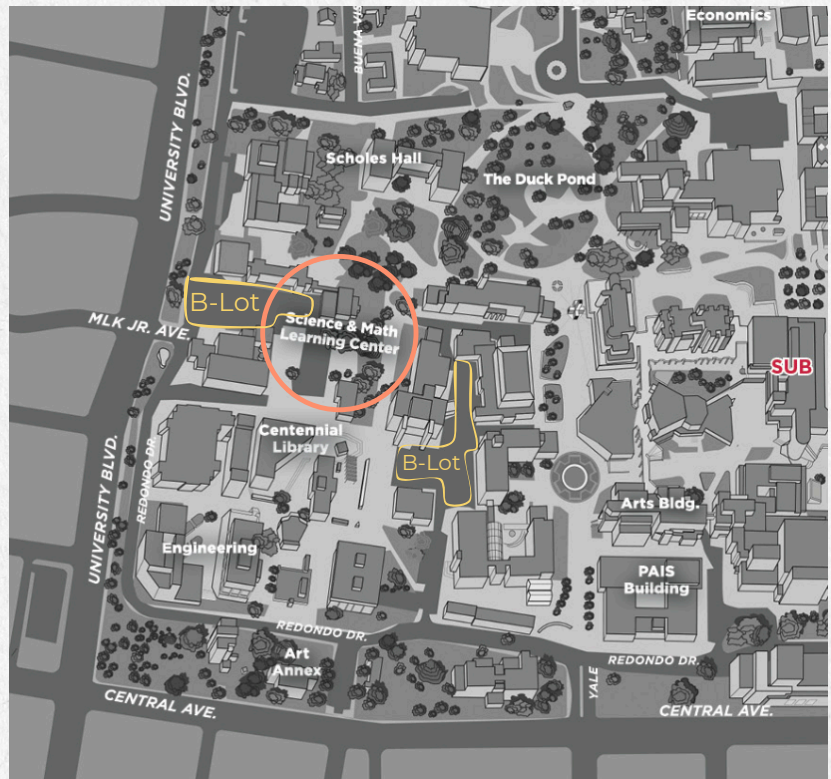 Economics
BUENA VIS
UNIVERSITY BLVD.
Scholes Hall
The Duck Pond
B-Lot
MLK JR. AVE.
Science & Math
Learning Center
SUB
Centennial
Library
B-Lot
UNIVERSITY BLVD.
REDONDO DR.
Arts Bldg.
Engineering
PAIS
Building
REDONDO DR.
Art
Annex
REDONDO DR.
YALE
CENTRAL AVE.
CENTRAL AVE.